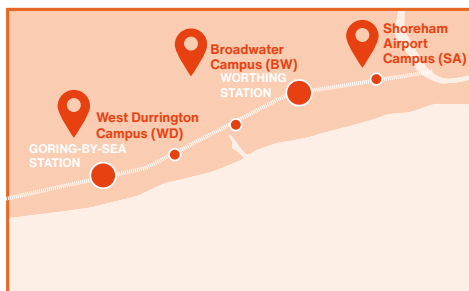 Shoreham
Airport
Campus (SA)
Broadwater
Campus (BW)
WORTHING
STATION
West Durrington
Campus (WD)
GORING-BY-SEA
STATION